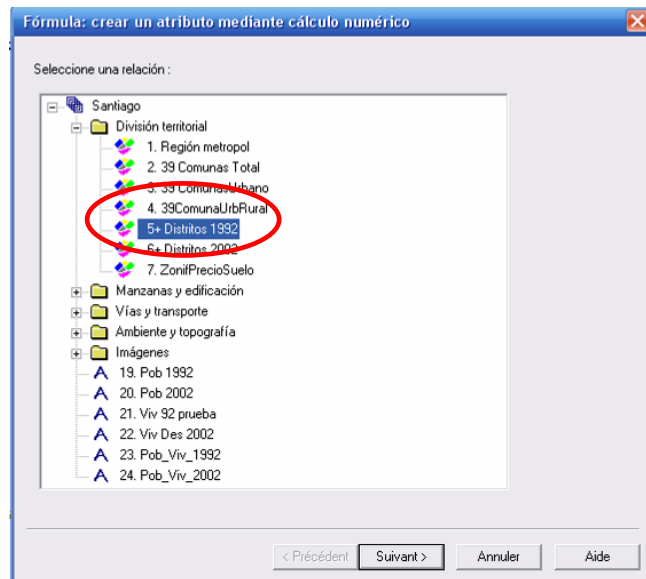 Fórmula: crear un atributo mediante cálculo numérico
Seleccione una relación :
Santiago
División territorial
1. Región metropol
2. 39 Comunas Total
3. 39 ComunasUrbano
4. 39ComunaUrbRural
5+ Distritos 1992
6+ Distritos 2002
7. ZonifPrecioSuelo
Manzanas y edificación
Vías y transporte
Ambiente y topografía
Imágenes
A 19. Pob 1992
A 20. Pob 2002
A 21. Viv 92 prueba
A 22. Viv Des 2002
A 23. Pob_Viv_1992
A 24. Pob_Viv_2002
< Précédent Suivant > Annuler Aide